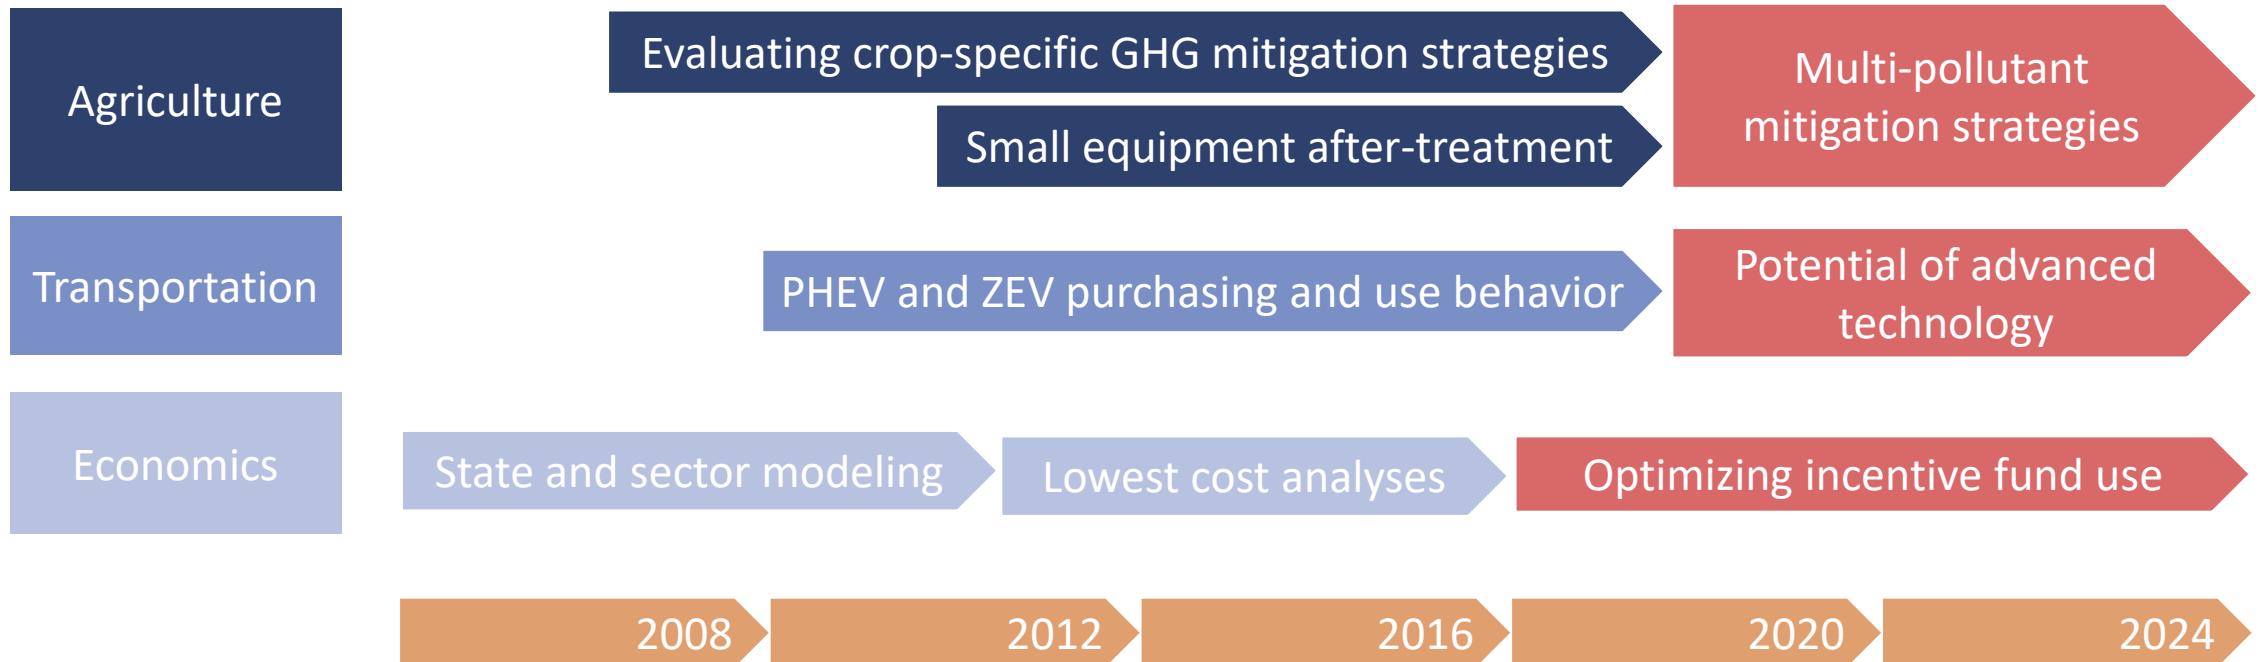 Agriculture
Evaluating crop-specific GHG mitigation strategies
Small equipment after-treatment
Multi-pollutant
mitigation strategies
Transportation
PHEV and ZEV purchasing and use behavior
Potential of advanced
technology
Economics
State and sector modeling
Lowest cost analyses
Optimizing incentive fund use
2008
2012
2016
2020
2024